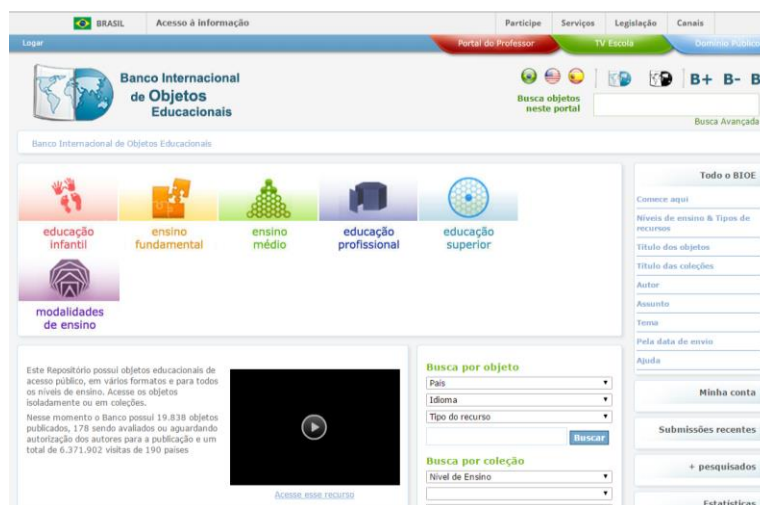 BRASIL
Acesso à informação
Participe
Serviços
Legislação
Canais
Logar
Portal do Professor
TV Escola
Domínio Público
Banco Internacional
de Objetos
Educacionais
Busca objetos
neste portal
B+ B- B
Busca Avançada
Banco Internacional de Objetos Educacionais
educação
infantil
ensino
fundamental
ensino
médio
educação
profissional
educação
superior
modalidades
de ensino
Todo o BIOE
Comece aqui
Níveis de ensino & Tipos de
recursos
Título dos objetos
Título das coleções
Autor
Assunto
Tema
Pela data de envio
Ajuda
Minha conta
Submissões recentes
+ pesquisados
Estatísticas
Este Repositório possui objetos educacionais de
acesso público, em vários formatos e para todos
os níveis de ensino. Acesse os objetos
isoladamente ou em coleções.
Nesse momento o Banco possui 19.838 objetos
publicados, 178 sendo avaliados ou aguardando
autorização dos autores para a publicação e um
total de 6.371.902 visitas de 190 países
Acesse esse recurso
Busca por objeto
País
Idioma
Tipo do recurso
Buscar
Busca por coleção
Nível de Ensino